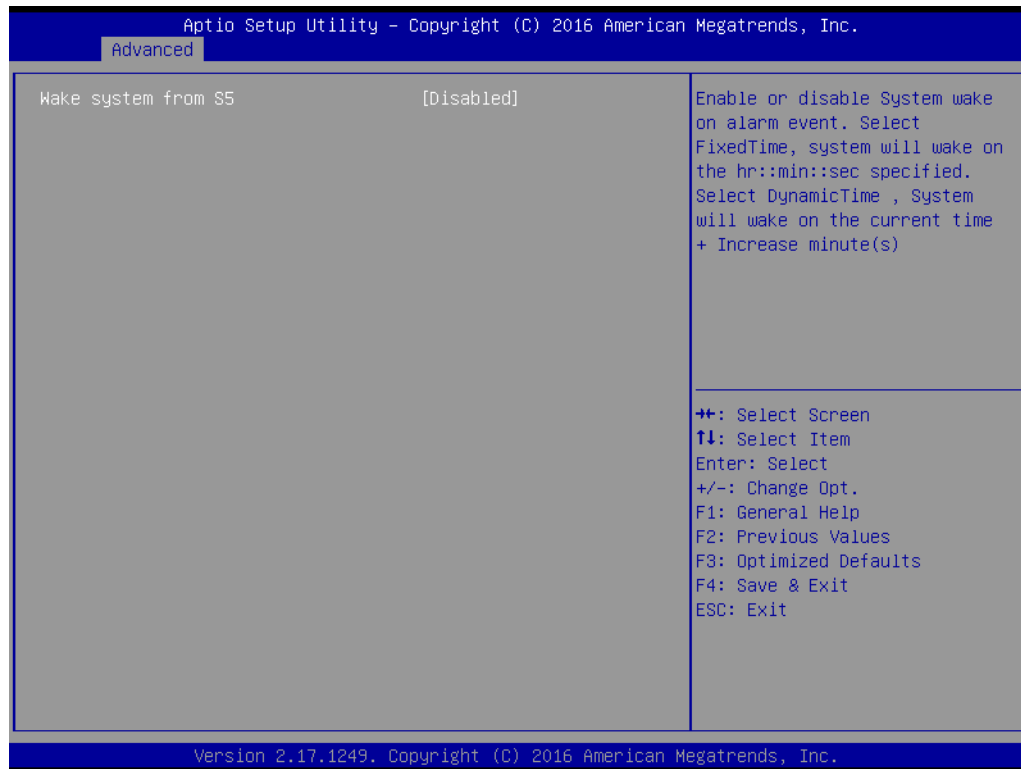 Aptio Setup Utility – Copyright (C) 2016 American Megatrends, Inc.
Advanced
Wake system from S5 [Disabled]
Enable or disable System wake
on alarm event. Select
FixedTime, system will wake on
the hr::min::sec specified.
Select DynamicTime , System
will wake on the current time
+ Increase minute(s)
→←: Select Screen
↑↓: Select Item
Enter: Select
+/-: Change Opt.
F1: General Help
F2: Previous Values
F3: Optimized Defaults
F4: Save & Exit
ESC: Exit
Version 2.17.1249. Copyright (C) 2016 American Megatrends, Inc.